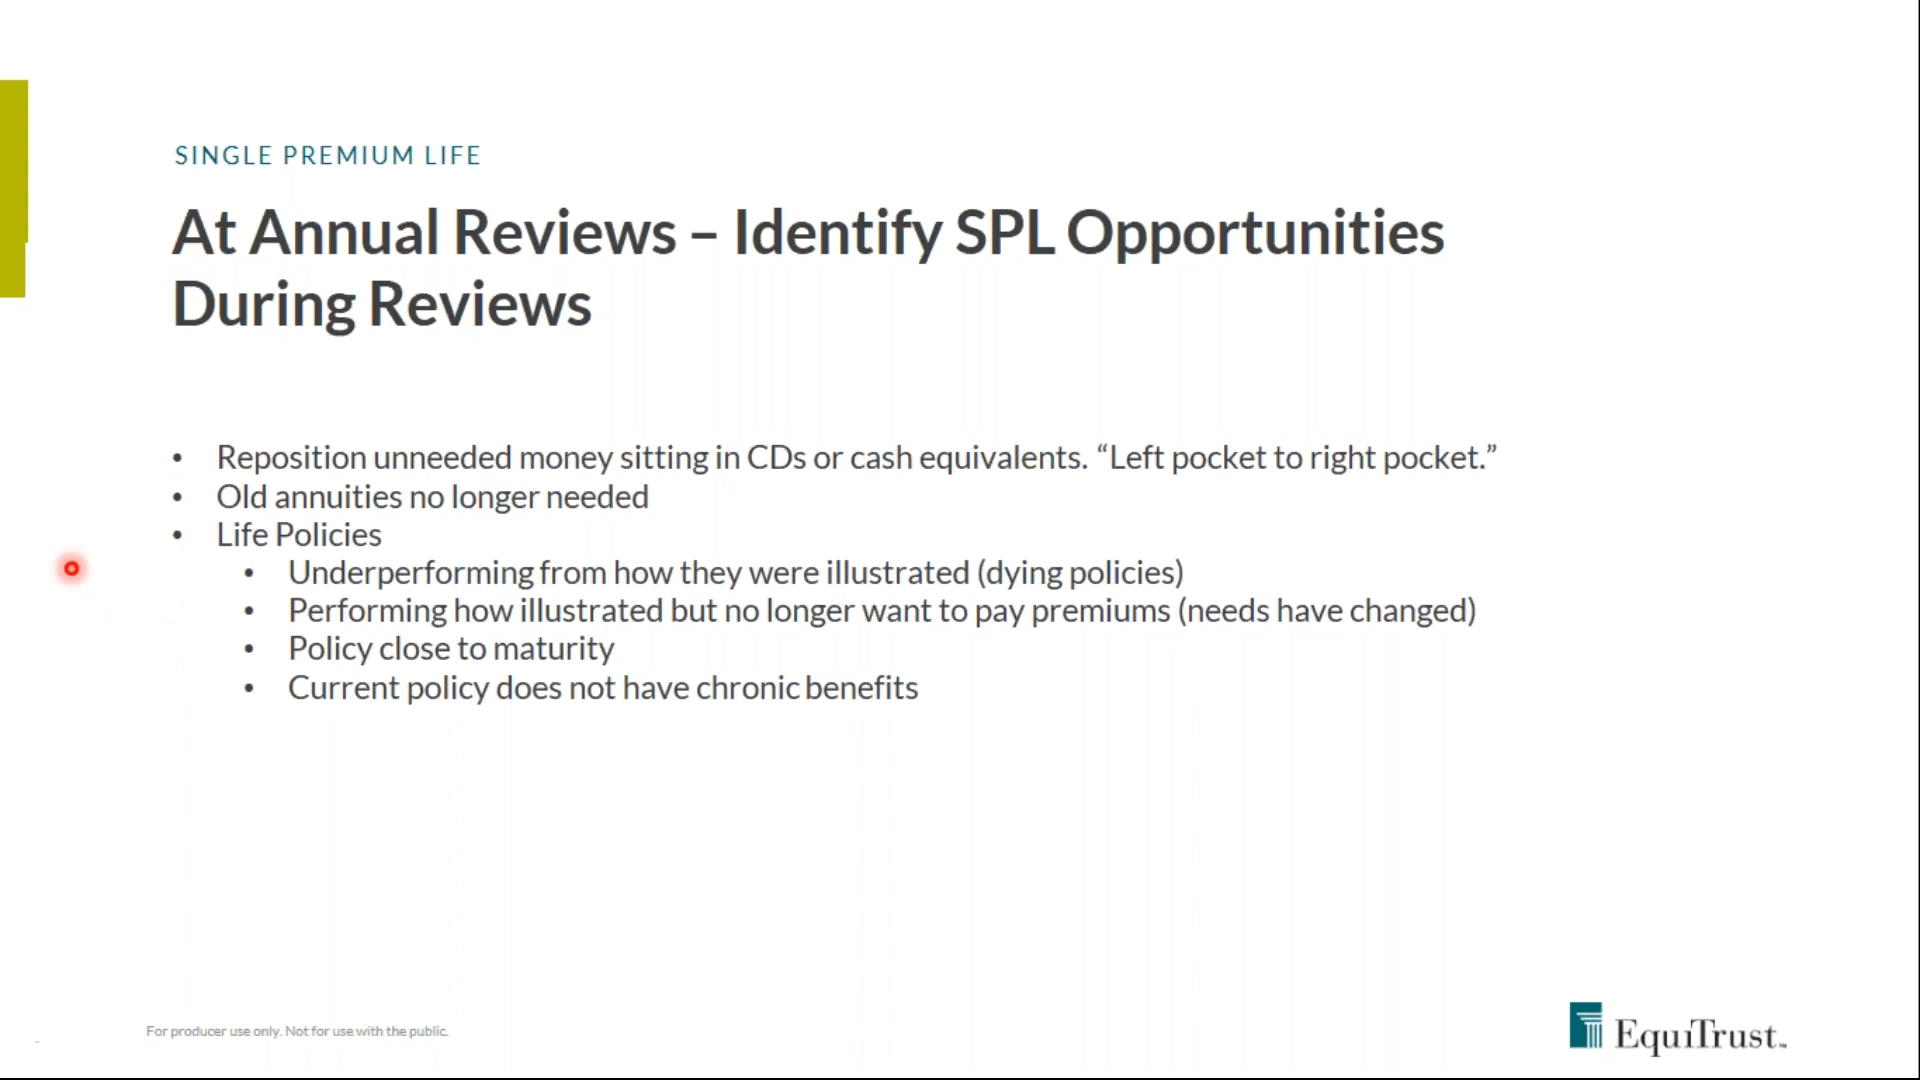 SINGLE PREMIUM LIFE
At Annual Reviews – Identify SPL Opportunities
During Reviews
• Reposition unneeded money sitting in CDs or cash equivalents. “Left pocket to right pocket.”
• Old annuities no longer needed
• Life Policies
• Underperforming from how they were illustrated (dying policies)
• Performing how illustrated but no longer want to pay premiums (needs have changed)
• Policy close to maturity
• Current policy does not have chronic benefits
For producer use only. Not for use with the public.
EquiTrust